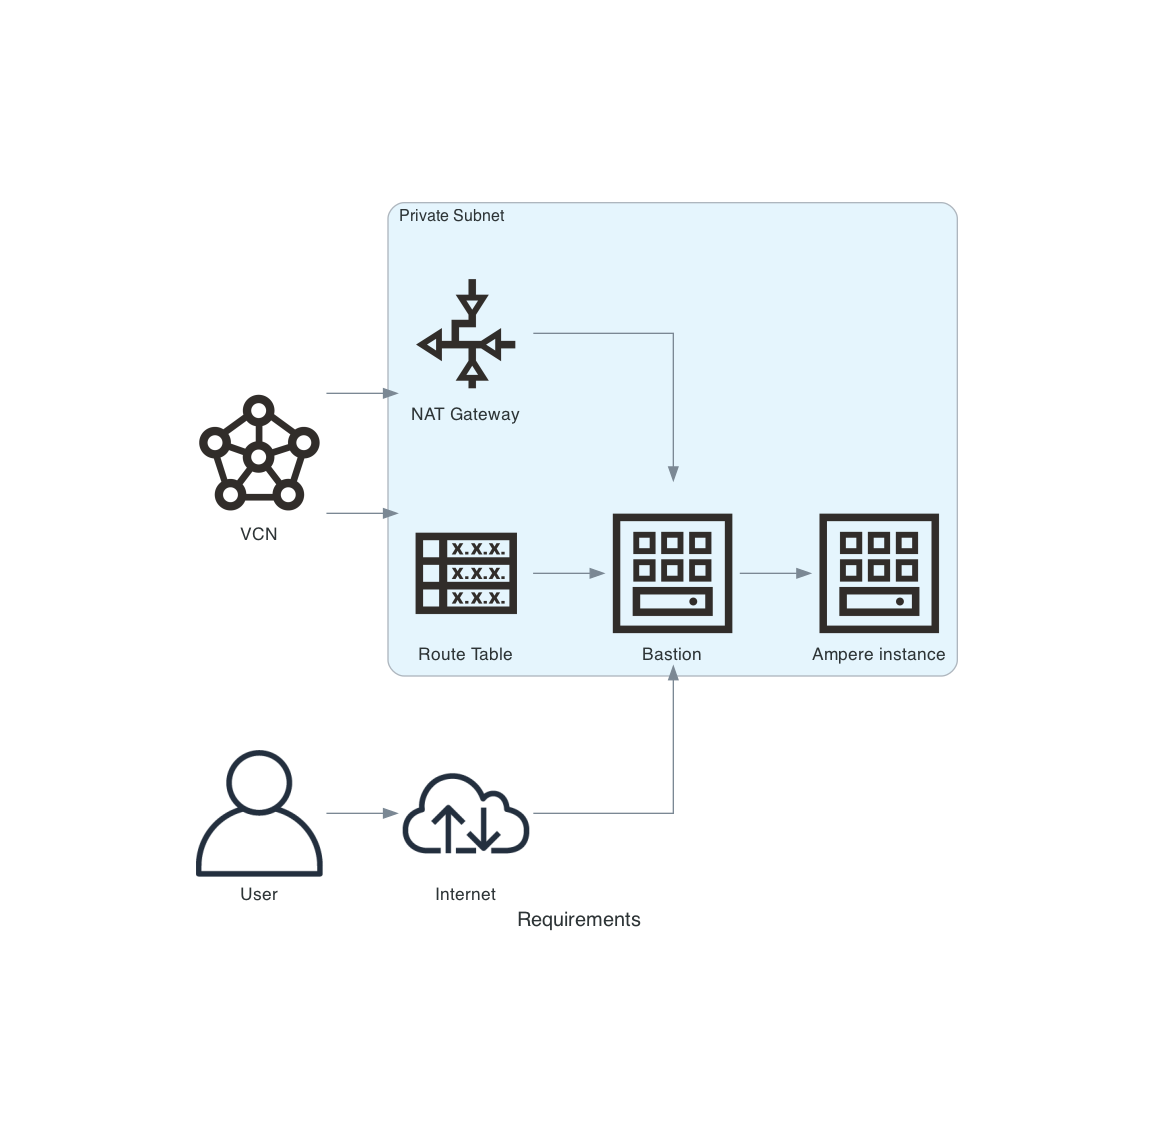 Private Subnet
NAT Gateway
VCN
X.X.X.
X.X.X.
X.X.X.
Route Table
Bastion
Ampere instance
User
Internet
Requirements